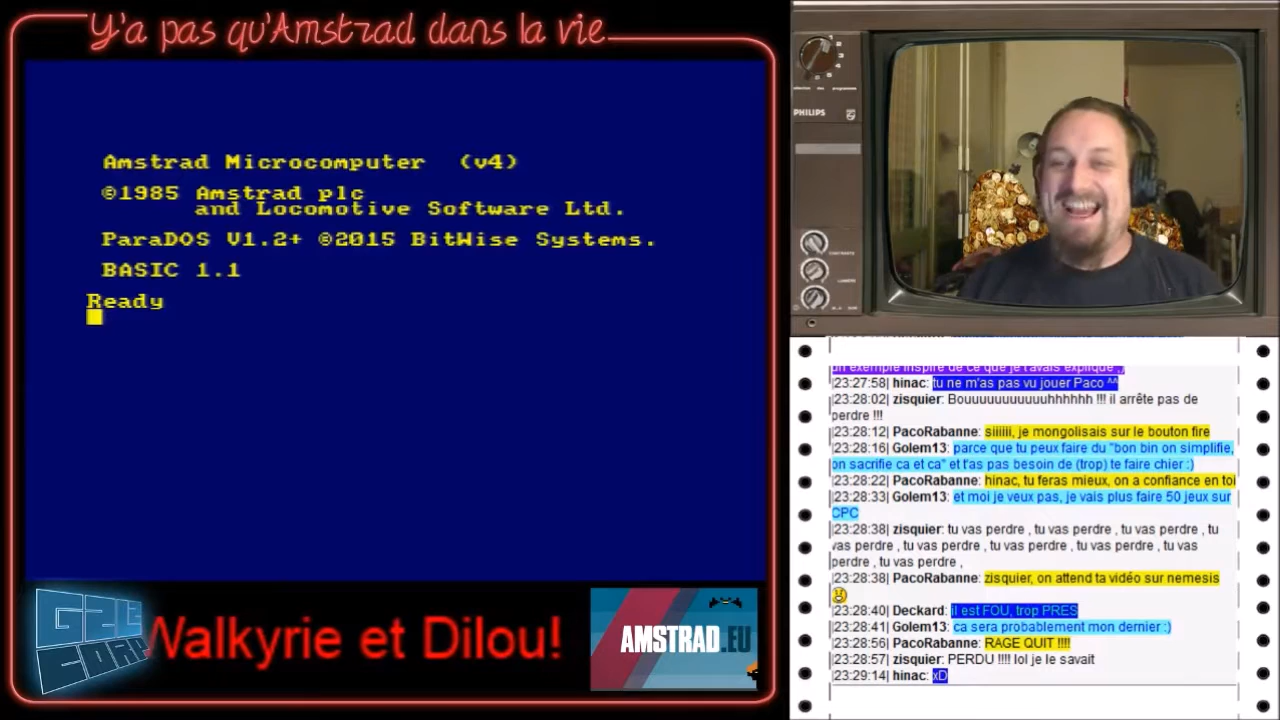 Y'a pas qu'Amstrad dans la vie
Amstrad Microcomputer (v4)
©1985 Amstrad plc
and Locomotive Software Ltd.
ParaDOS V1.2+ ©2015 BitWise Systems.
BASIC 1.1
Ready
Walkyrie et Dilou!
AMSTRAD.EU
PHILIPS
un exemple inspiré de ce que je t'avais expliqué ;)
|23:27:58| hinac: tu ne m'as pas vu jouer Paco ^^
|23:28:02| zisquier: Bouuuuuuuuuuuhhhhhh !!! il arrête pas de
perdre !!!
|23:28:12| PacoRabanne: siiiiii, je mongolisais sur le bouton fire
|23:28:16| Golem13: parce que tu peux faire du "bon bin on simplifie,
on sacrifie ca et ca" et t'as pas besoin de (trop) te faire chier :)
|23:28:22| PacoRabanne: hinac, tu feras mieux, on a confiance en toi
|23:28:33| Golem13: et moi je veux pas, je vais plus faire 50 jeux sur
CPC
|23:28:38| zisquier: tu vas perdre , tu vas perdre , tu vas perdre , tu
vas perdre , tu vas perdre , tu vas perdre , tu vas perdre , tu vas
perdre , tu vas perdre ,
|23:28:38| PacoRabanne: zisquier, on attend ta vidéo sur nemesis
|23:28:40| Deckard: il est FOU, trop PRES
|23:28:41| Golem13: ca sera probablement mon dernier :)
|23:28:56| PacoRabanne: RAGE QUIT !!!!
|23:28:57| zisquier: PERDU !!!! lol je le savait
|23:29:14| hinac: xD